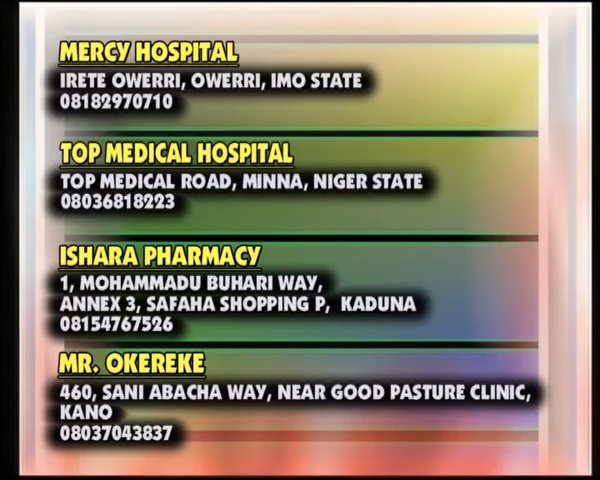 MERCY HOSPITAL
IRETE OWERRI, OWERRI, IMO STATE
08182970710
TOP MEDICAL HOSPITAL
TOP MEDICAL ROAD, MINNA, NIGER STATE
08036818223
ISHARA PHARMACY
1, MOHAMMADU BUHARI WAY,
ANNEX 3, SAFAHA SHOPPING P, KADUNA
08154767526
MR. OKEREKE
460, SANI ABACHA WAY, NEAR GOOD PASTURE CLINIC,
KANO
08037043837